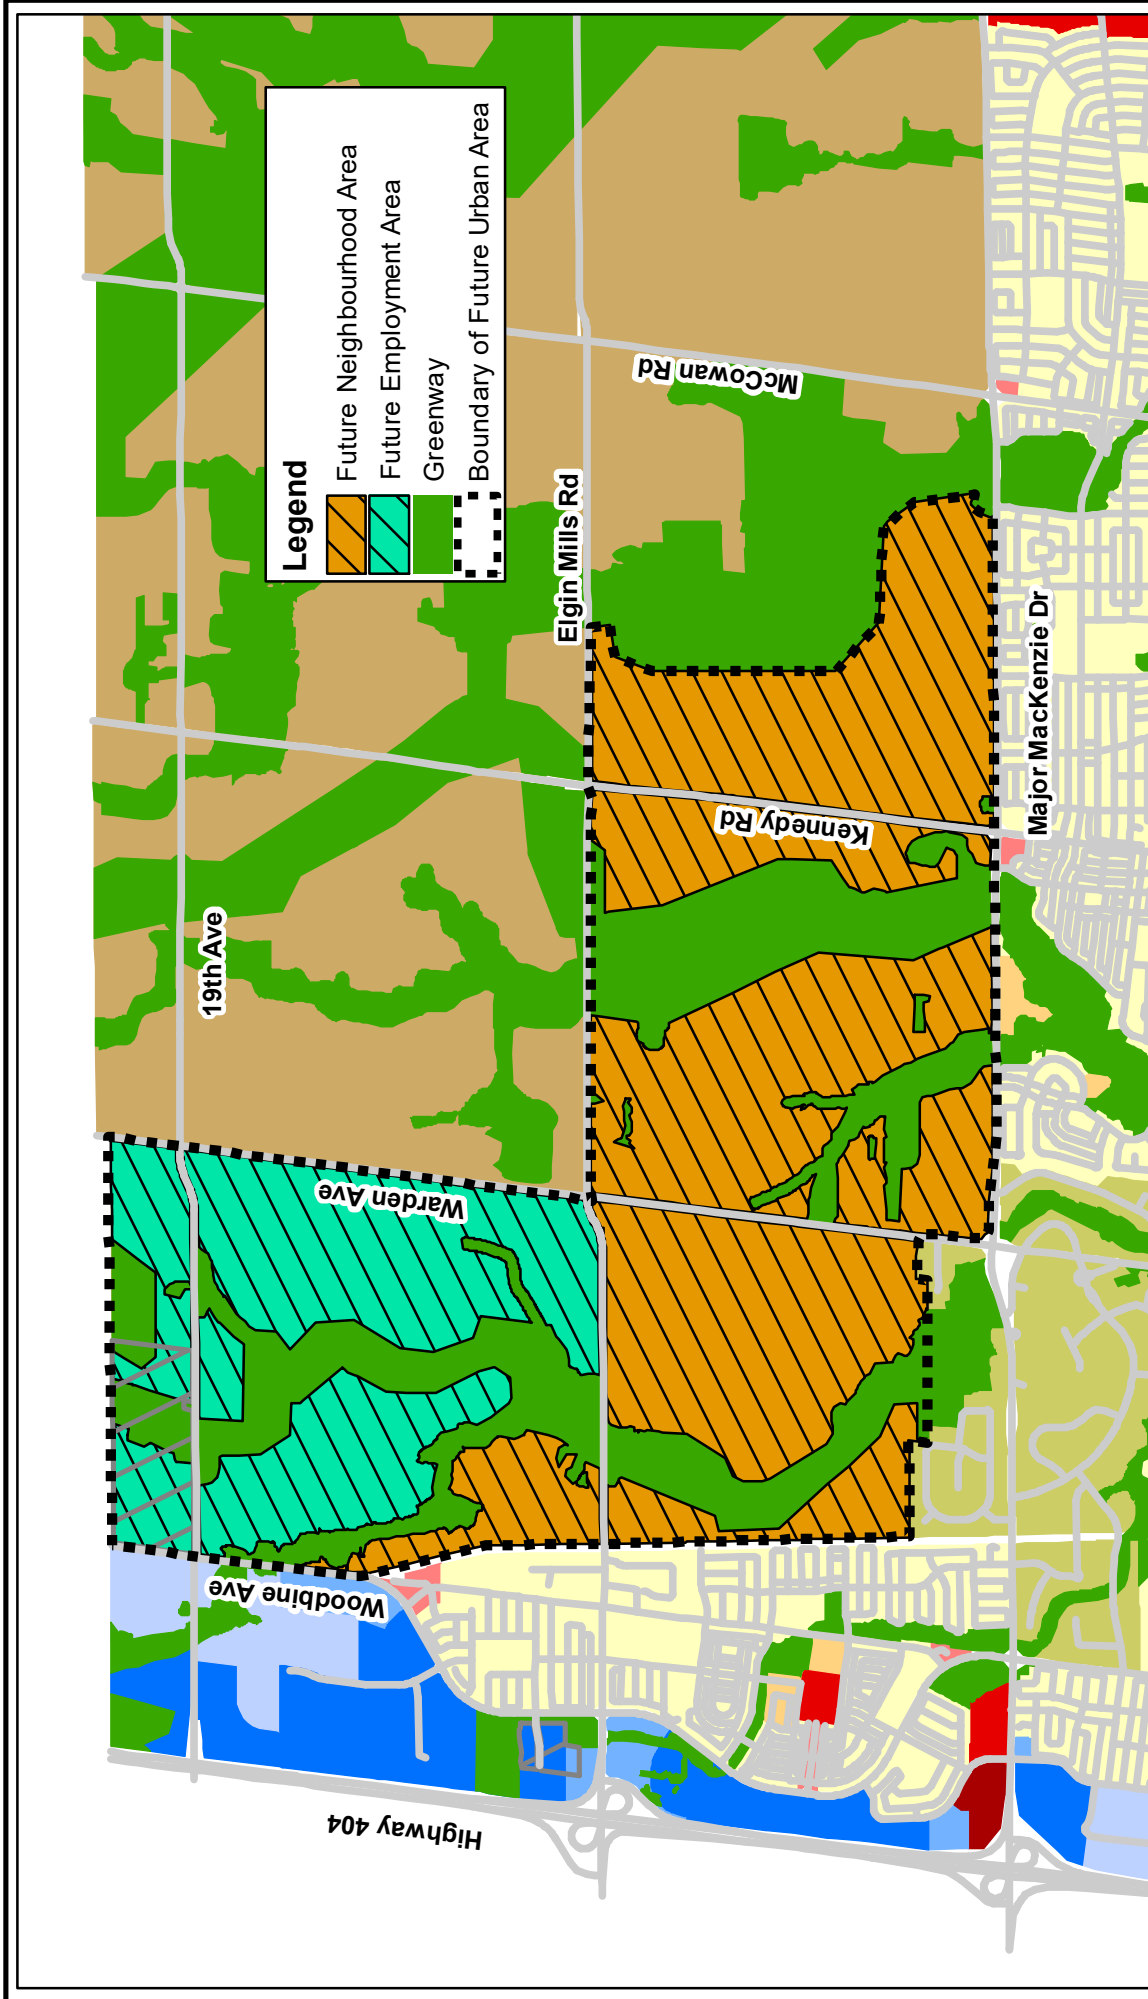 Legend
Future Neighbourhood Area
Future Employment Area
Greenway
Boundary of Future Urban Area
19th Ave
Elgin Mills Rd
Major MacKenzie Dr
Highway 404
Woodbine Ave
Warden Ave
Kennedy Rd
McCowan Rd